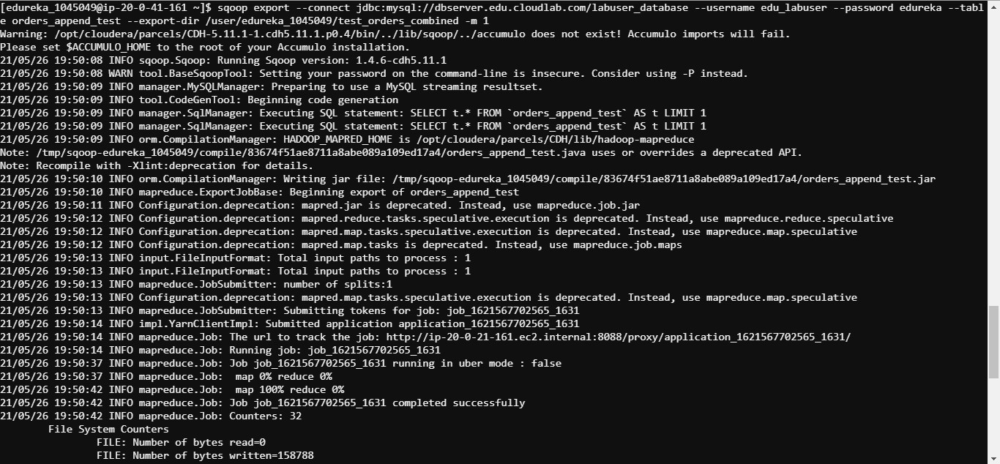 [edureka_1045049@ip-20-0-41-161 ~]$ sqoop export --connect jdbc:mysql://dbserver.edu.cloudlab.com/labuser_database --username edu_labuser --password edureka --tabl
e orders_append_test --export-dir /user/edureka_1045049/test_orders_combined -m 1
Warning: /opt/cloudera/parcels/CDH-5.11.1-1.cdh5.11.1.p0.4/bin/../lib/sqoop/../accumulo does not exist! Accumulo imports will fail.
Please set $ACCUMULO_HOME to the root of your Accumulo installation.
21/05/26 19:50:08 INFO sqoop.Sqoop: Running Sqoop version: 1.4.6-cdh5.11.1
21/05/26 19:50:08 WARN tool.BaseSqoopTool: Setting your password on the command-line is insecure. Consider using -P instead.
21/05/26 19:50:09 INFO manager.MySQLManager: Preparing to use a MySQL streaming resultset.
21/05/26 19:50:09 INFO tool.CodeGenTool: Beginning code generation
21/05/26 19:50:09 INFO manager.SqlManager: Executing SQL statement: SELECT t.* FROM `orders_append_test` AS t LIMIT 1
21/05/26 19:50:09 INFO manager.SqlManager: Executing SQL statement: SELECT t.* FROM `orders_append_test` AS t LIMIT 1
21/05/26 19:50:09 INFO orm.CompilationManager: HADOOP_MAPRED_HOME is /opt/cloudera/parcels/CDH/lib/hadoop-mapreduce
Note: /tmp/sqoop-edureka_1045049/compile/83674f51ae8711a8abe089a109ed17a4/orders_append_test.java uses or overrides a deprecated API.
Note: Recompile with -Xlint:deprecation for details.
21/05/26 19:50:10 INFO orm.CompilationManager: Writing jar file: /tmp/sqoop-edureka_1045049/compile/83674f51ae8711a8abe089a109ed17a4/orders_append_test.jar
21/05/26 19:50:10 INFO mapreduce.ExportJobBase: Beginning export of orders_append_test
21/05/26 19:50:11 INFO Configuration.deprecation: mapred.jar is deprecated. Instead, use mapreduce.job.jar
21/05/26 19:50:12 INFO Configuration.deprecation: mapred.reduce.tasks.speculative.execution is deprecated. Instead, use mapreduce.reduce.speculative
21/05/26 19:50:12 INFO Configuration.deprecation: mapred.map.tasks.speculative.execution is deprecated. Instead, use mapreduce.map.speculative
21/05/26 19:50:12 INFO Configuration.deprecation: mapred.map.tasks is deprecated. Instead, use mapreduce.job.maps
21/05/26 19:50:13 INFO input.FileInputFormat: Total input paths to process : 1
21/05/26 19:50:13 INFO input.FileInputFormat: Total input paths to process : 1
21/05/26 19:50:13 INFO mapreduce.JobSubmitter: number of splits:1
21/05/26 19:50:13 INFO Configuration.deprecation: mapred.map.tasks.speculative.execution is deprecated. Instead, use mapreduce.map.speculative
21/05/26 19:50:13 INFO mapreduce.JobSubmitter: Submitting tokens for job: job_1621567702565_1631
21/05/26 19:50:14 INFO impl.YarnClientImpl: Submitted application application_1621567702565_1631
21/05/26 19:50:14 INFO mapreduce.Job: The url to track the job: http://ip-20-0-21-161.ec2.internal:8088/proxy/application_1621567702565_1631/
21/05/26 19:50:14 INFO mapreduce.Job: Running job: job_1621567702565_1631
21/05/26 19:50:37 INFO mapreduce.Job: Job job_1621567702565_1631 running in uber mode : false
21/05/26 19:50:37 INFO mapreduce.Job:  map 0% reduce 0%
21/05/26 19:50:42 INFO mapreduce.Job:  map 100% reduce 0%
21/05/26 19:50:42 INFO mapreduce.Job: Job job_1621567702565_1631 completed successfully
21/05/26 19:50:42 INFO mapreduce.Job: Counters: 32
File System Counters
FILE: Number of bytes read=0
FILE: Number of bytes written=158788